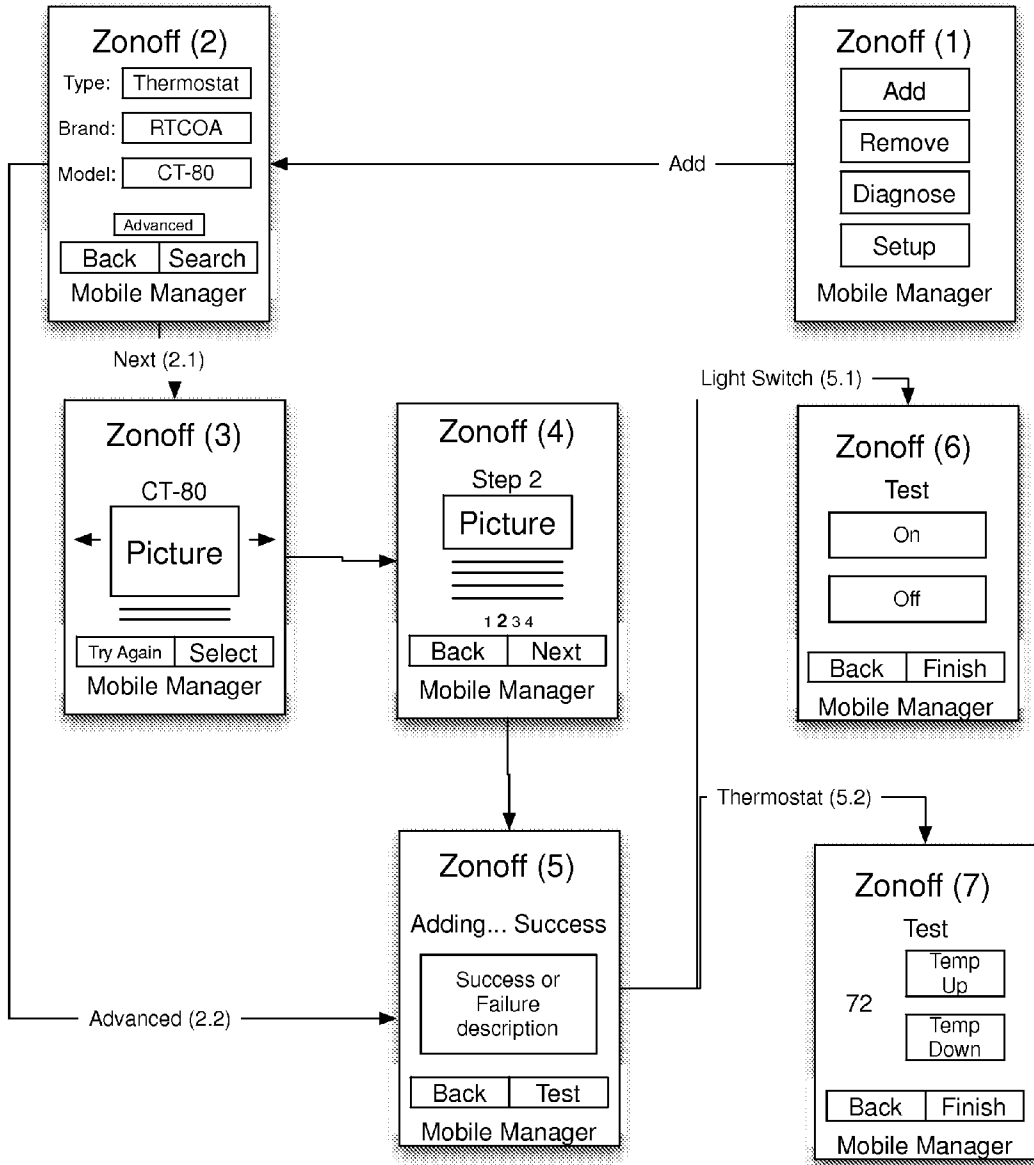 Zonoff (2)
Type: Thermostat
Brand: RTCOA
Model: CT-80
Advanced
Back Search
Mobile Manager
Add
Zonoff (1)
Add
Remove
Diagnose
Setup
Mobile Manager
Next (2.1)
Zonoff (3)
CT-80
Picture
Try Again Select
Mobile Manager
Zonoff (4)
Step 2
Picture
1 2 3 4
Back Next
Mobile Manager
Light Switch (5.1)
Zonoff (6)
Test
On
Off
Back Finish
Mobile Manager
Advanced (2.2)
Zonoff (5)
Adding... Success
Success or
Failure
description
Back Test
Mobile Manager
Thermostat (5.2)
Zonoff (7)
Test
72
Temp
Up
Temp
Down
Back Finish
Mobile Manager